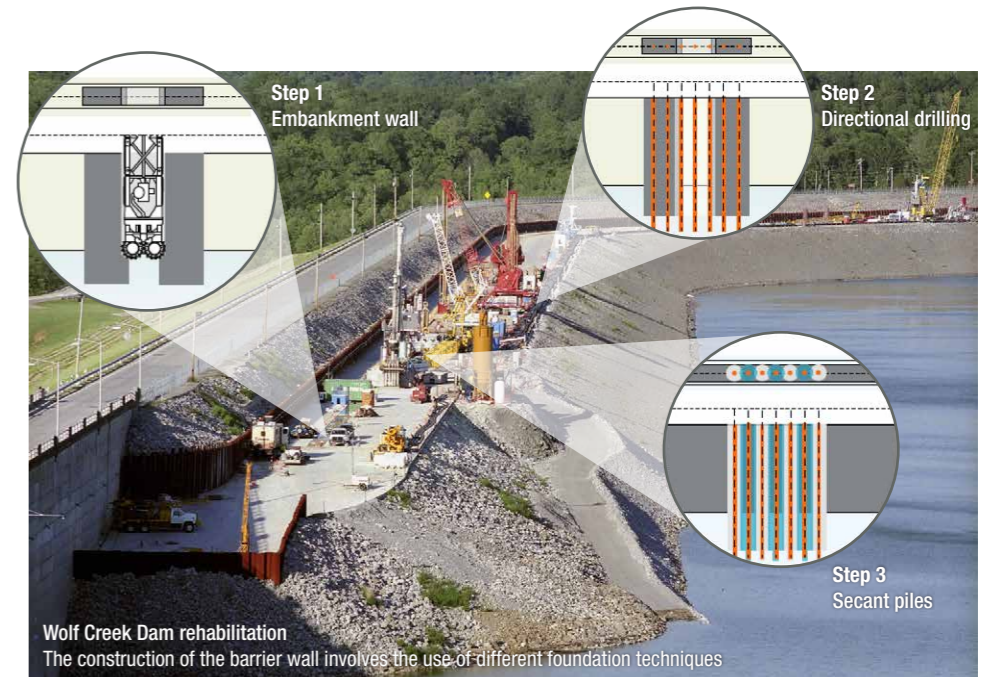 Step 1
Embankment wall
Step 2
Directional drilling
Step 3
Secant piles
Wolf Creek Dam rehabilitation
The construction of the barrier wall involves the use of different foundation techniques